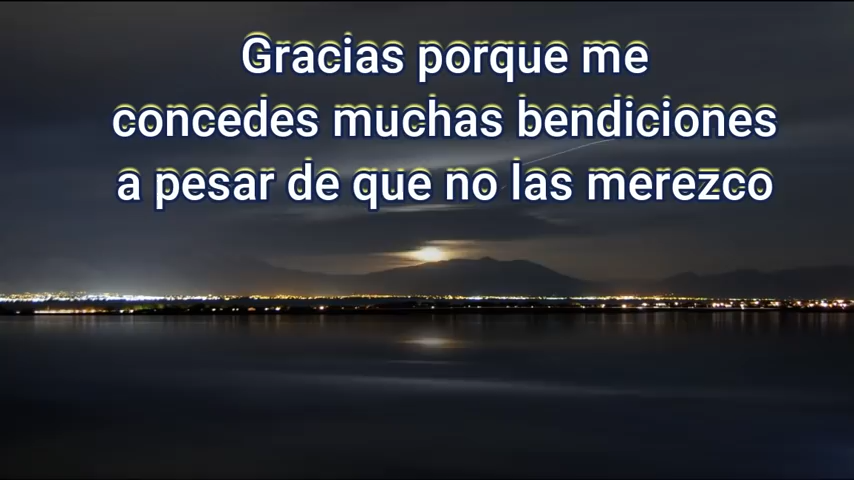 Gracias porque me
concedes muchas bendiciones
a pesar de que no las merezco